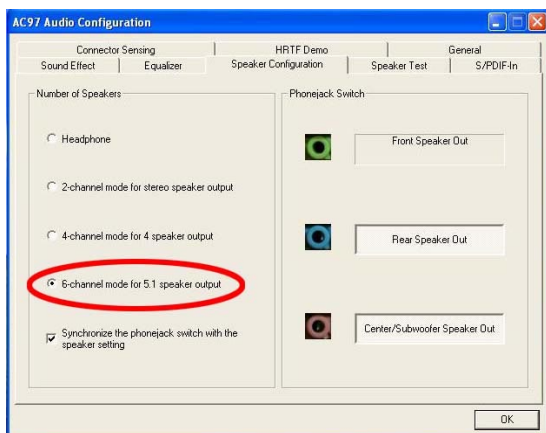 AC97 Audio Configuration
Connector Sensing
HRTF Demo
General
Sound Effect
Equalizer
Speaker Configuration
Speaker Test
S/PDIF-In
Number of Speakers
Headphone
2-channel mode for stereo speaker output
4-channel mode for 4 speaker output
6-channel mode for 5.1 speaker output
Synchronize the phonejack switch with the
speaker setting
Phonejack Switch
Front Speaker Out
Rear Speaker Out
Center/Subwoofer Speaker Out
OK